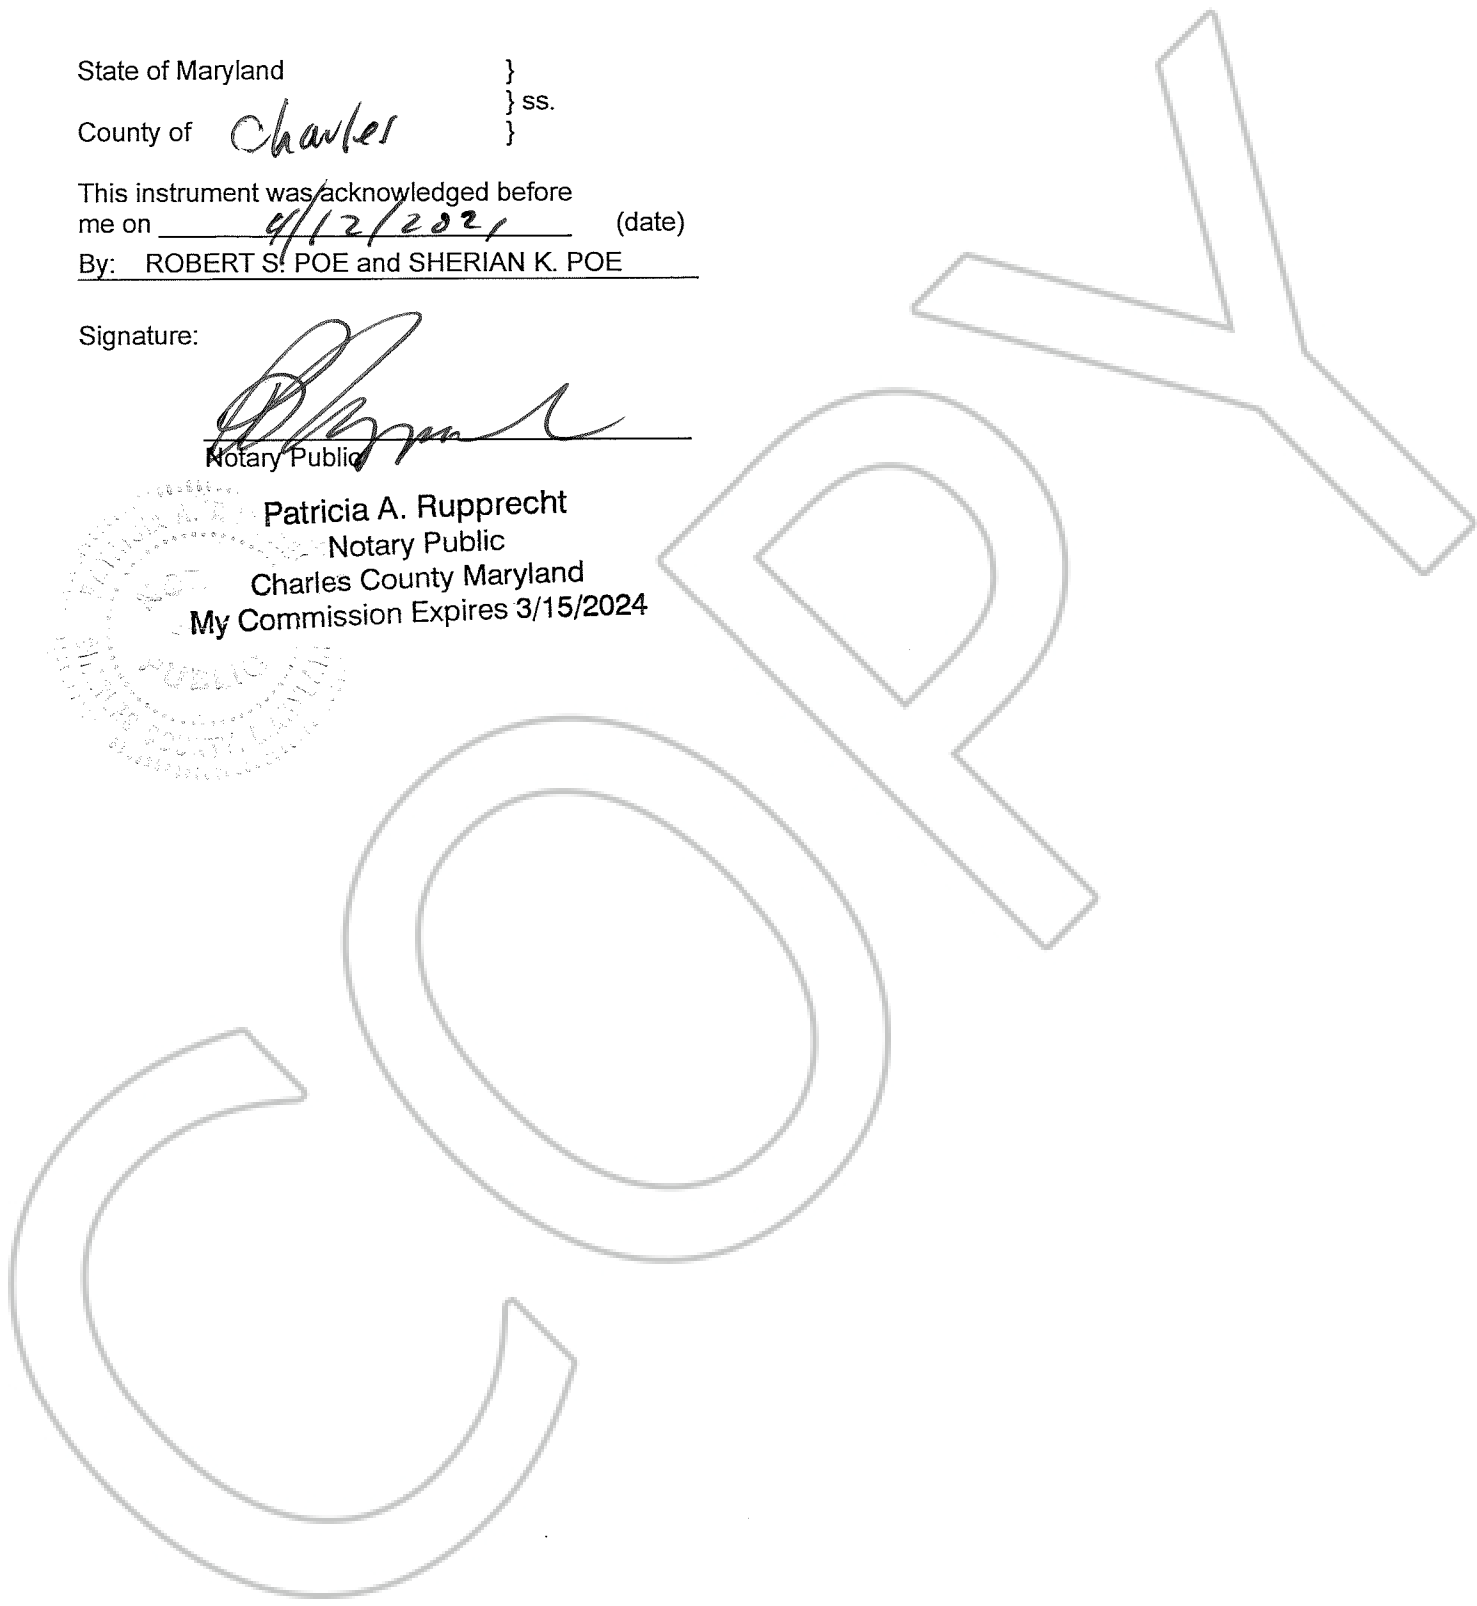 State of Maryland }
} ss.
County of Charles }
This instrument was acknowledged before
me on 4/12/2021 (date)
By: ROBERT S. POE and SHERIAN K. POE
Signature:
Notary Public
Patricia A. Rupprecht
Notary Public
Charles County Maryland
My Commission Expires 3/15/2024
PUBLIC
COPY